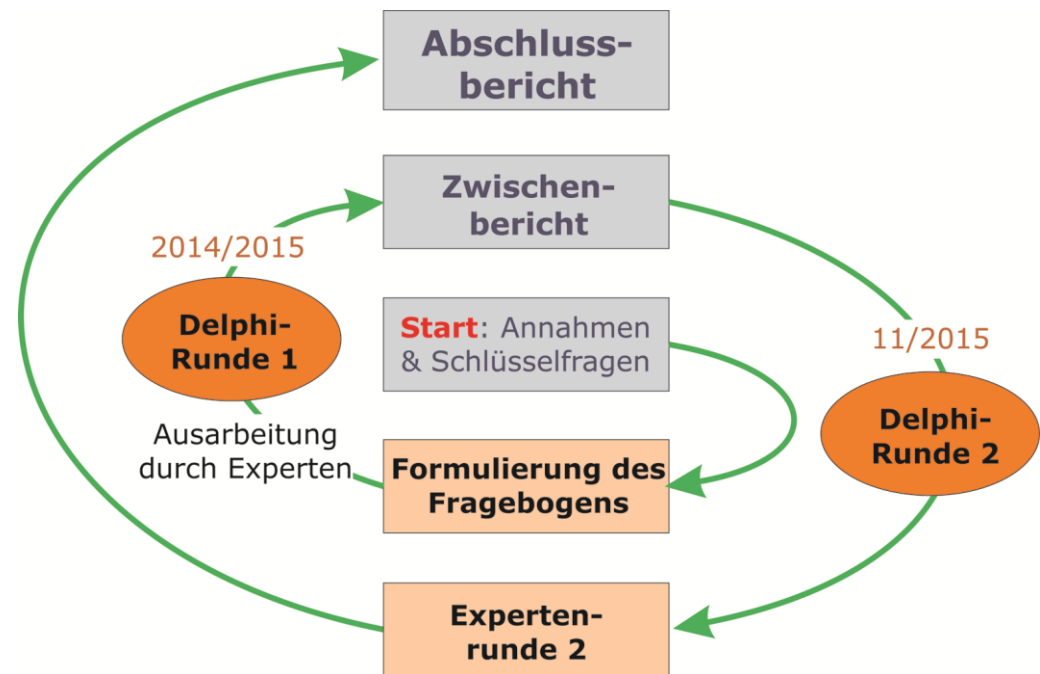 Abschluss-
bericht
Zwischen-
bericht
2014/2015
Delphi-
Runde 1
Start: Annahmen
& Schlüsselfragen
11/2015
Delphi-
Runde 2
Ausarbeitung
durch Experten
Formulierung des
Fragebogens
Experten-
runde 2